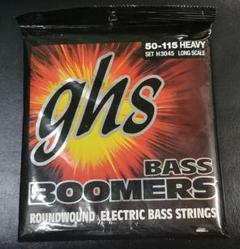 50-115 HEAVY
SET H3045 LONG SCALE
ghs
BASS
BOOMERS
ROUNDWOUND ELECTRIC BASS STRINGS